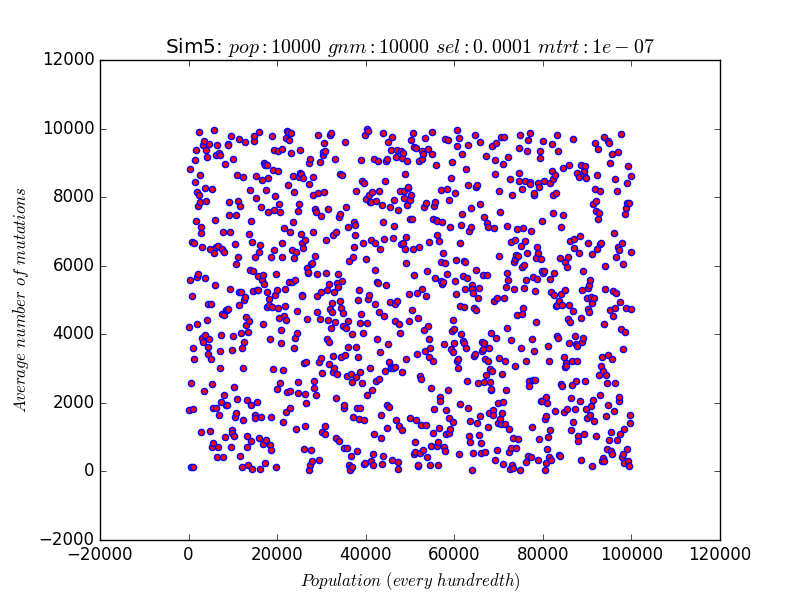 Sim5: pop : 10000 gnm : 10000 sel : 0.0001 mtrt : 1e − 07
12000
10000
8000
6000
4000
2000
0
−2000
Average number of mutations
−20000 0 20000 40000 60000 80000 100000 120000
Population (every hundredth)